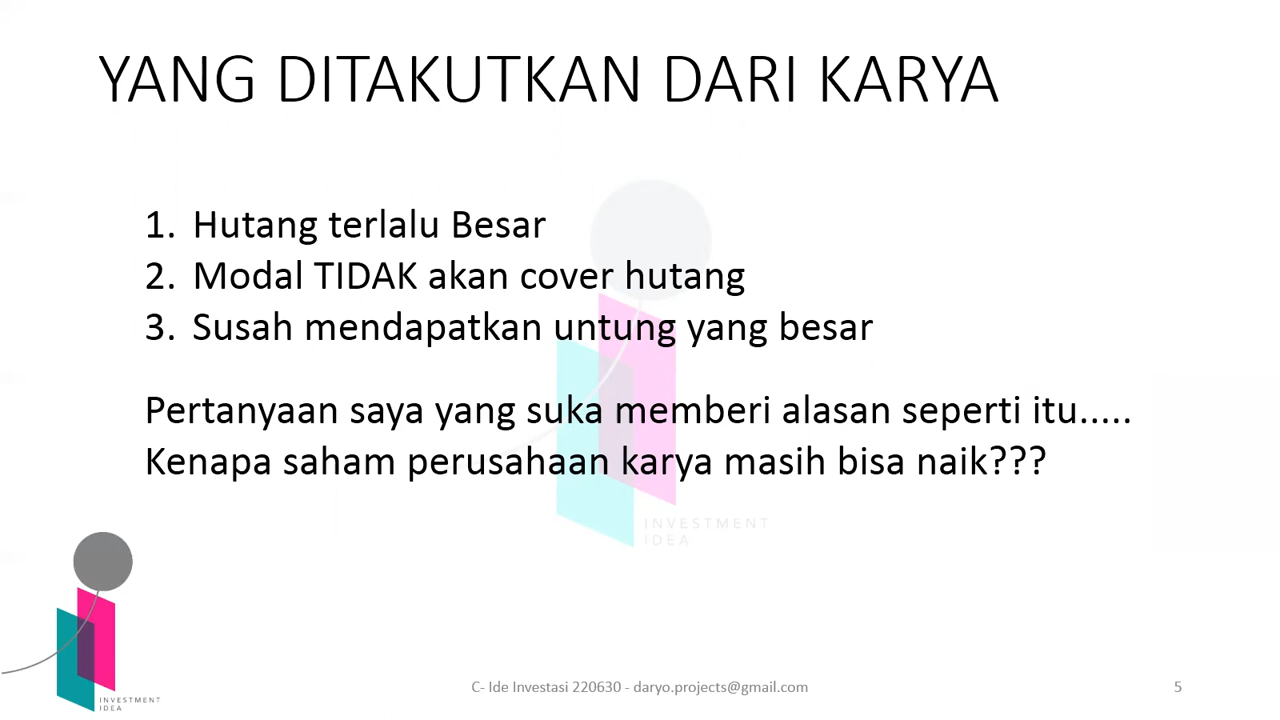 YANG DITAKUTKAN DARI KARYA
1. Hutang terlalu Besar
2. Modal TIDAK akan cover hutang
3. Susah mendapatkan untung yang besar
Pertanyaan saya yang suka memberi alasan seperti itu.....
Kenapa saham perusahaan karya masih bisa naik???
INVESTMENT
IDEA
INVESTMENT
IDEA
C- Ide Investasi 220630 - daryo.projects@gmail.com
5